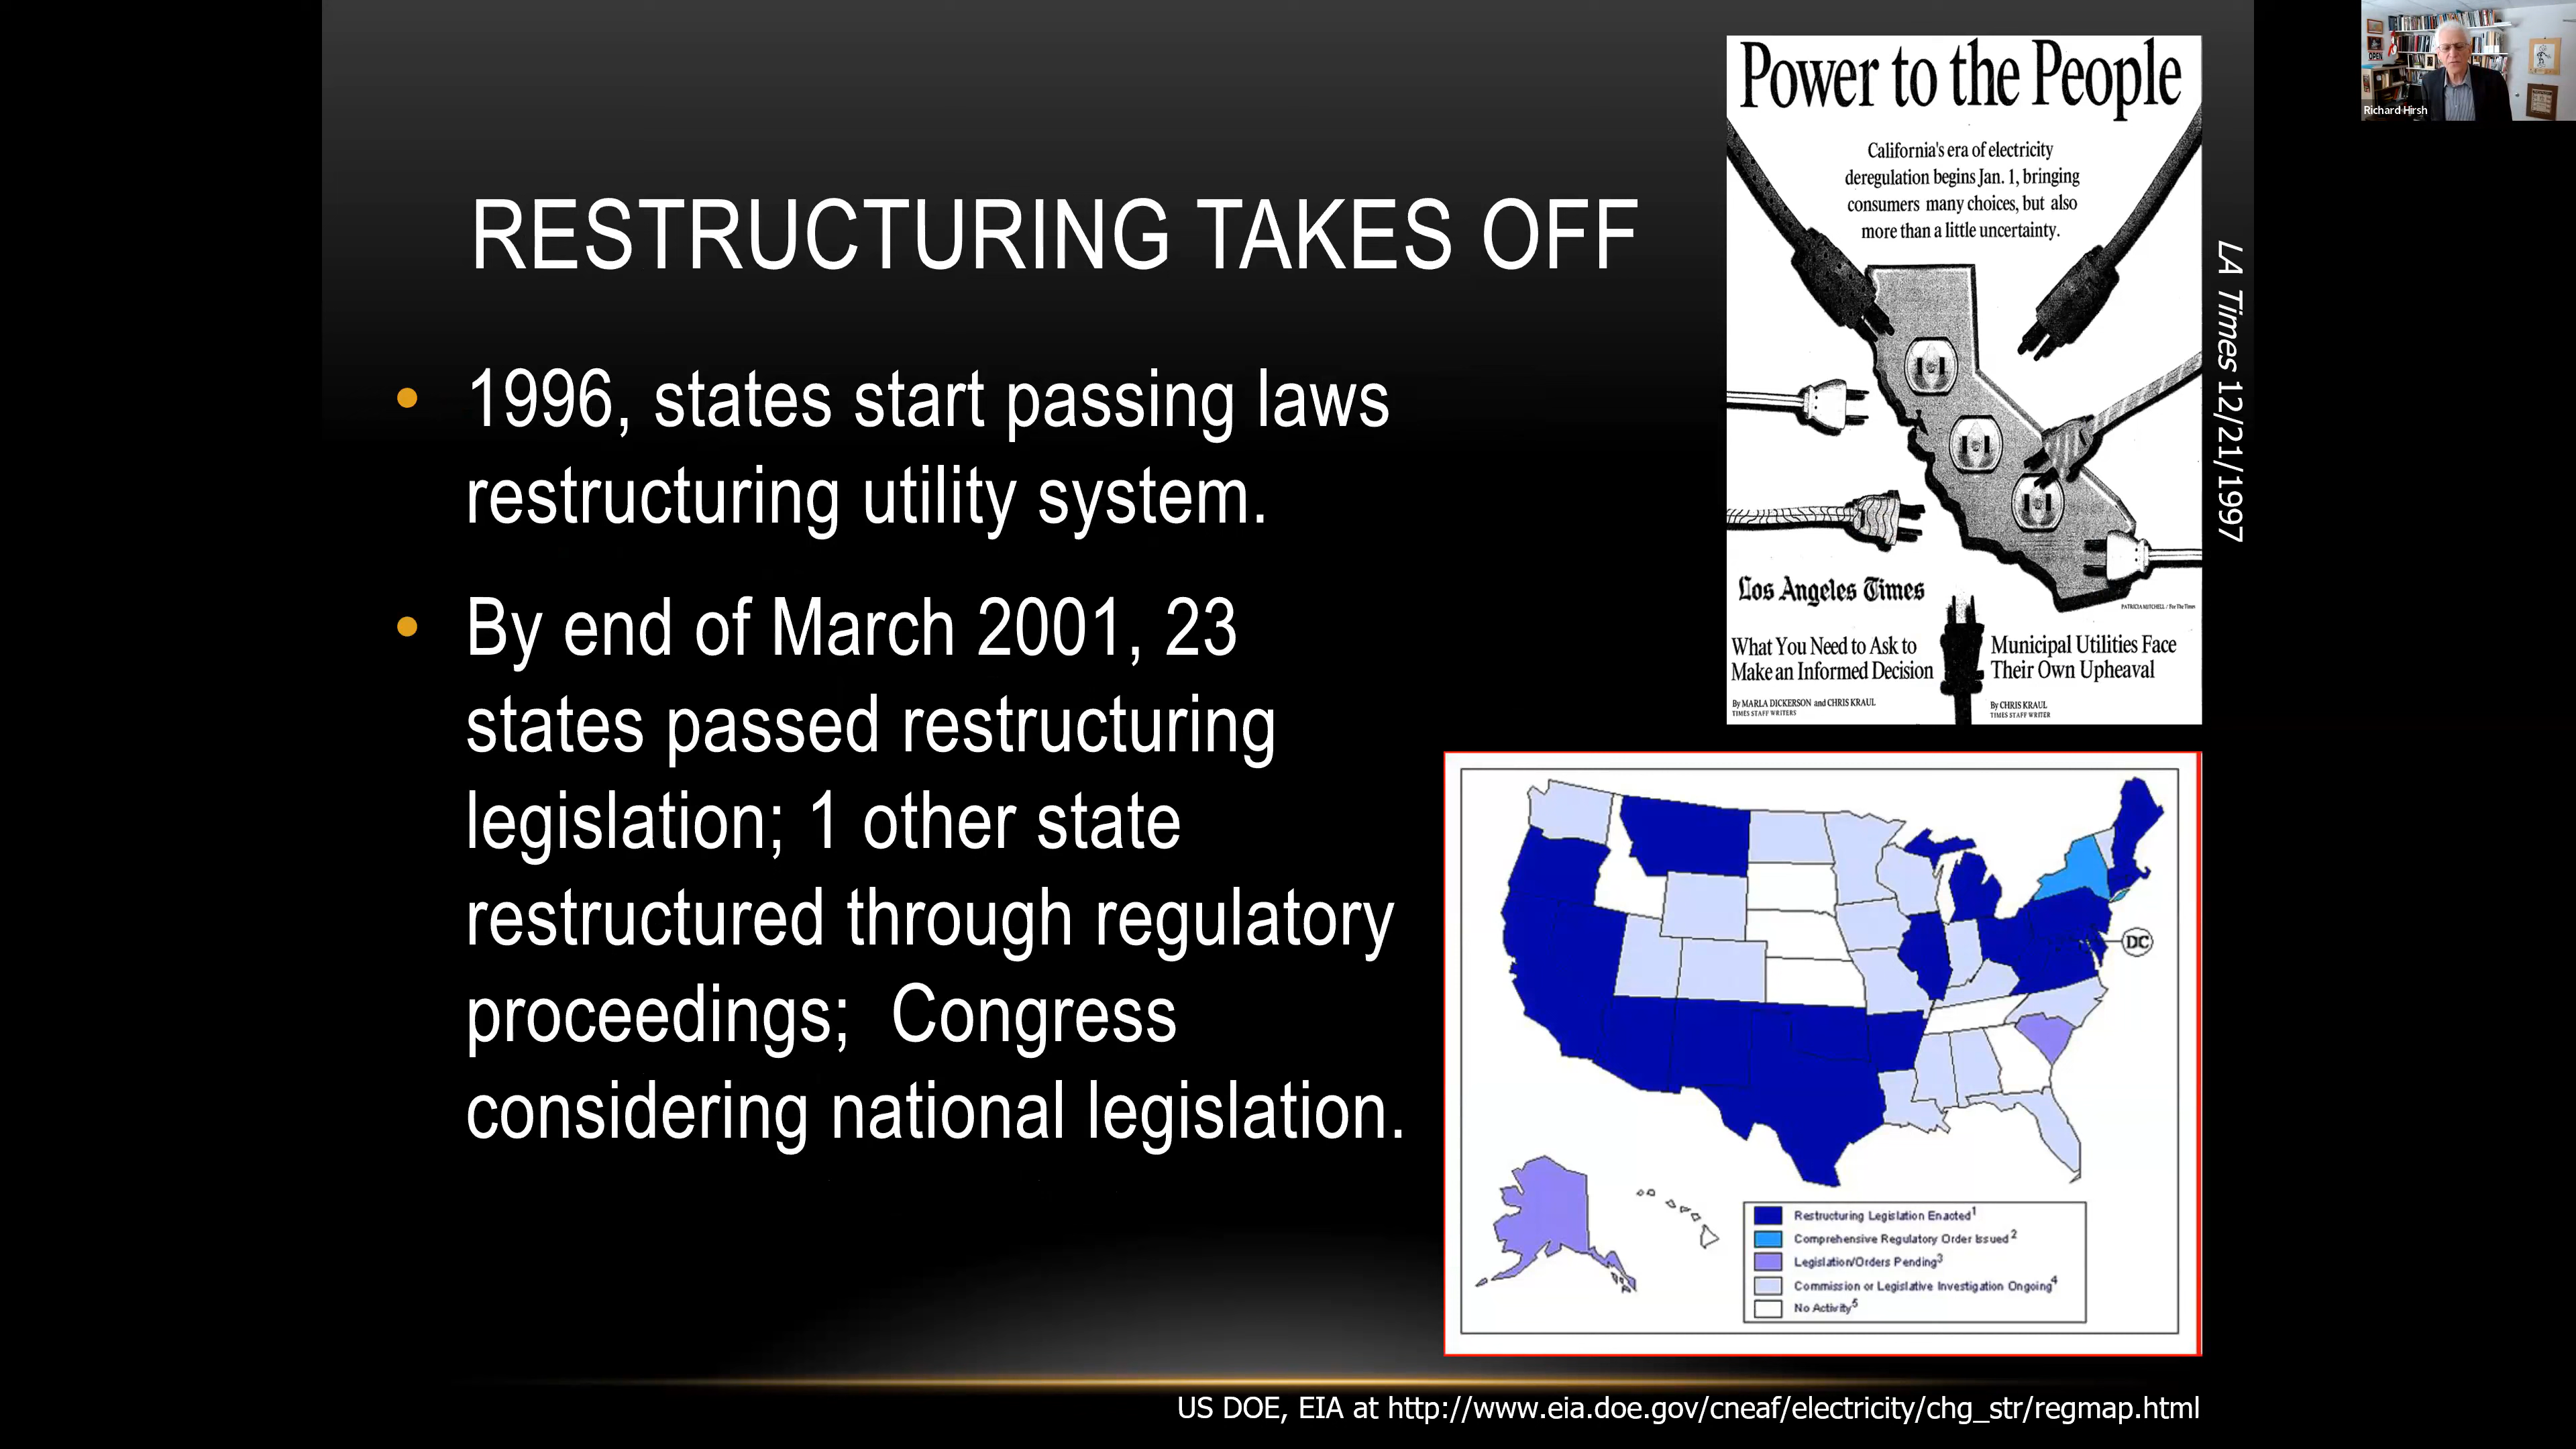 RESTRUCTURING TAKES OFF
• 1996, states start passing laws
restructuring utility system.
• By end of March 2001, 23
states passed restructuring
legislation; 1 other state
restructured through regulatory
proceedings; Congress
considering national legislation.
Power to the People
California's era of electricity
deregulation begins Jan. 1, bringing
consumers many choices, but also
more than a little uncertainty.
PATRICIA MITCHELL / For The Times
Los Angeles Times
What You Need to Ask to
Make an Informed Decision
By MARLA DICKERSON and CHRIS KRAUL
TIMES STAFF WRITERS
Municipal Utilities Face
Their Own Upheaval
By CHRIS KRAUL
TIMES STAFF WRITER
LA Times 12/21/1997
DC
Restructuring Legislation Enacted1
Comprehensive Regulatory Order Issued2
Legislation/Orders Pending3
Commission or Legislative Investigation Ongoing4
No Activity5
US DOE, EIA at http://www.eia.doe.gov/cneaf/electricity/chg_str/regmap.html
OPEN
Richard Hirsh